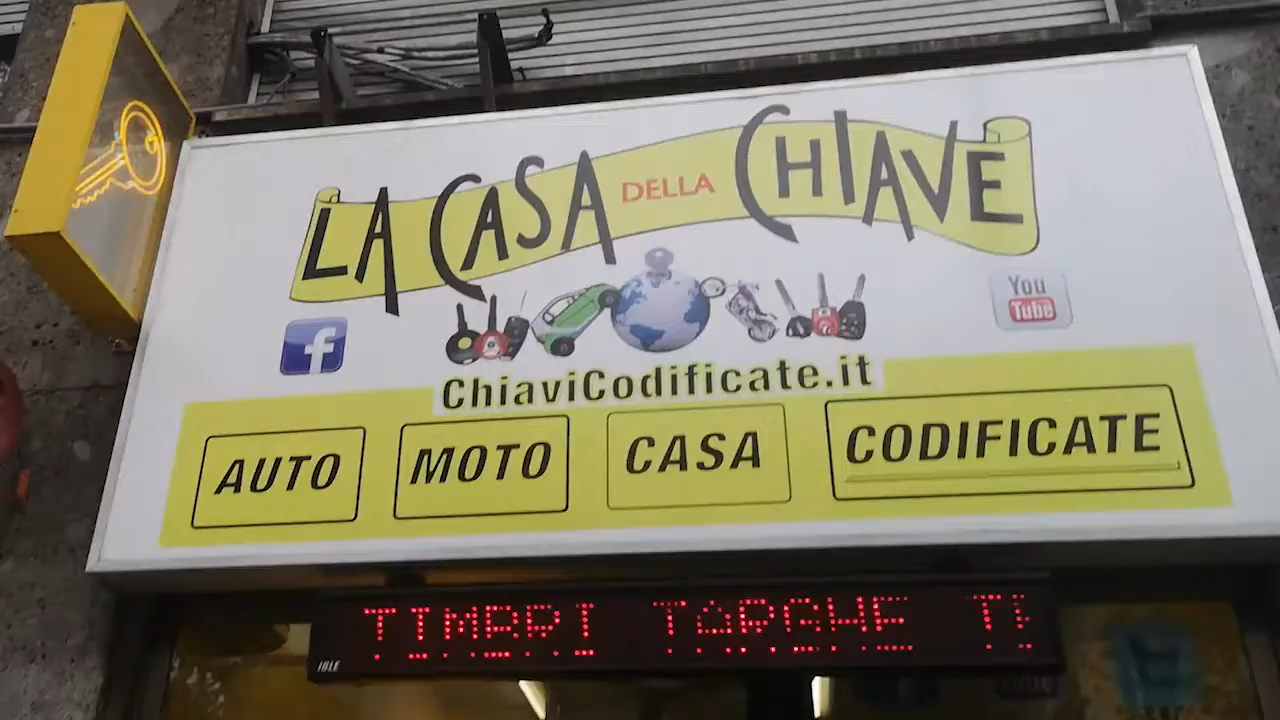 LA CASA DELLA CHIAVE
f
You
Tube
ChiaviCodificate.it
AUTO MOTO CASA CODIFICATE
TIMBRI TARGHE